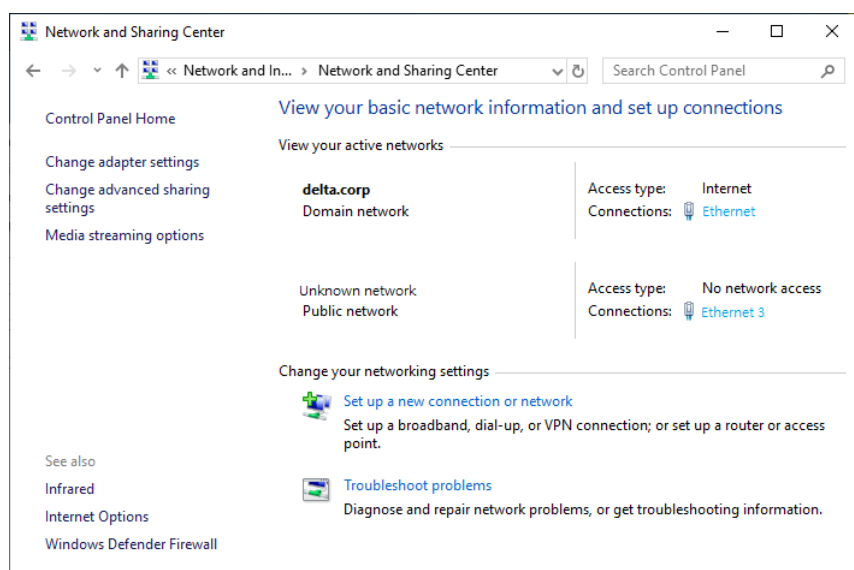 Network and Sharing Center
« Network and In... › Network and Sharing Center
Search Control Panel
Control Panel Home
Change adapter settings
Change advanced sharing
settings
Media streaming options
View your basic network information and set up connections
View your active networks
delta.corp
Domain network
Access type: Internet
Connections: Ethernet
Unknown network
Public network
Access type: No network access
Connections: Ethernet 3
Change your networking settings
Set up a new connection or network
Set up a broadband, dial-up, or VPN connection; or set up a router or access
point.
Troubleshoot problems
Diagnose and repair network problems, or get troubleshooting information.
See also
Infrared
Internet Options
Windows Defender Firewall